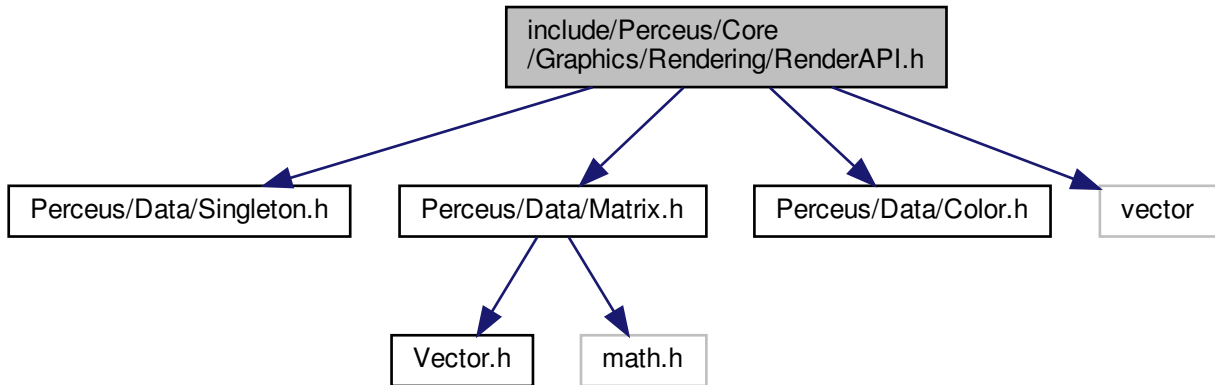 include/Perceus/Core
/Graphics/Rendering/RenderAPI.h
Perceus/Data/Singleton.h
Perceus/Data/Matrix.h
Perceus/Data/Color.h
vector
Vector.h
math.h